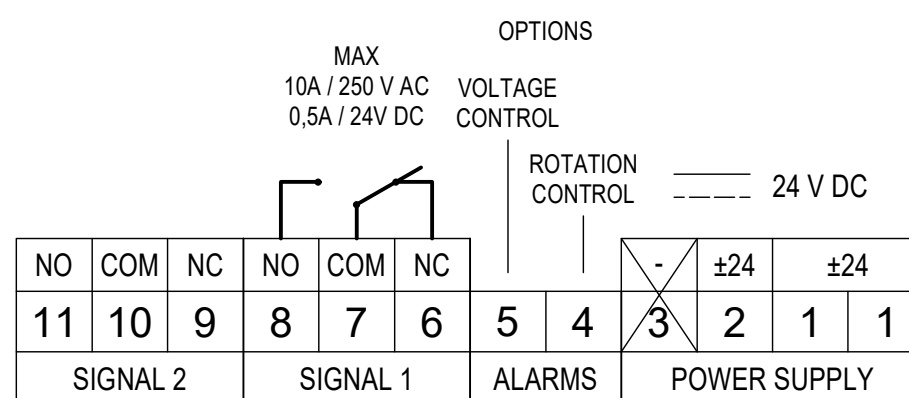 OPTIONS
MAX
10A / 250 V AC
0,5A / 24V DC
VOLTAGE
CONTROL
ROTATION
CONTROL
24 V DC
NO COM NC NO COM NC - ±24 ±24
11 10 9 8 7 6 5 4 3 2 1 1
SIGNAL 2 SIGNAL 1 ALARMS POWER SUPPLY